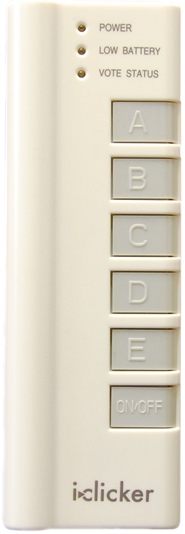 POWER
LOW BATTERY
VOTE STATUS
A
B
C
D
E
ON/OFF
i>clicker